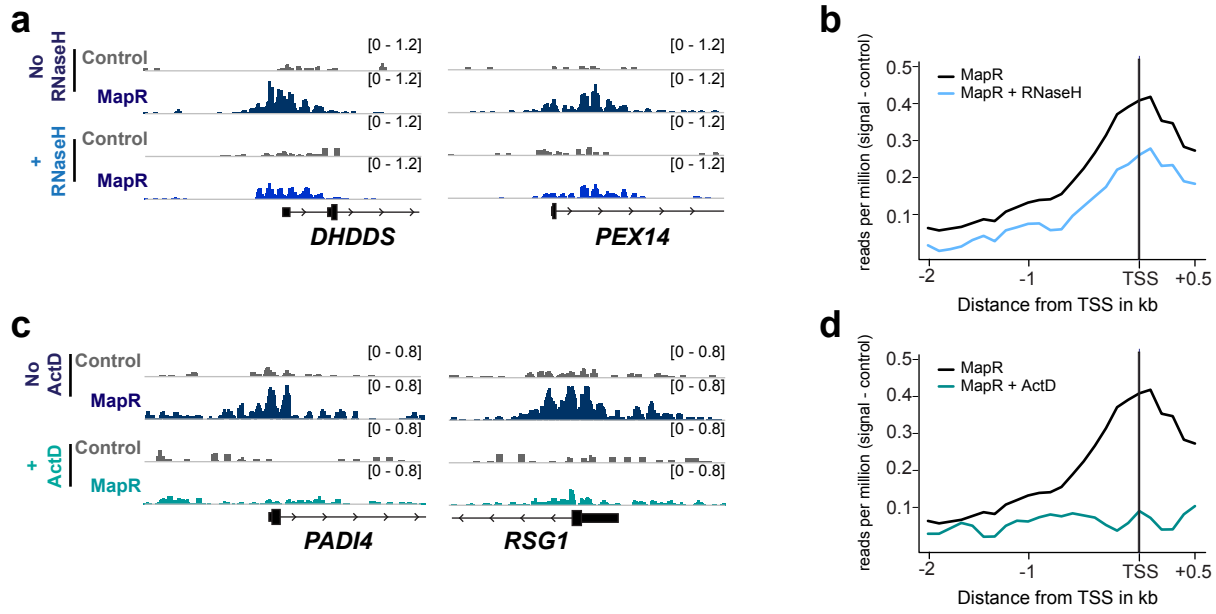 a
No
RNaseH
Control
[0 - 1.2]
[0 - 1.2]
MapR
[0 - 1.2]
[0 - 1.2]
+
RNaseH
Control
[0 - 1.2]
[0 - 1.2]
MapR
[0 - 1.2]
[0 - 1.2]
DHDDS
PEX14
b
reads per million (signal - control)
0.5
0.4
0.3
0.2
0.1
MapR
MapR + RNaseH
-2
-1
TSS
+0.5
Distance from TSS in kb
c
No
ActD
Control
[0 - 0.8]
[0 - 0.8]
MapR
[0 - 0.8]
[0 - 0.8]
+
ActD
Control
[0 - 0.8]
[0 - 0.8]
MapR
[0 - 0.8]
[0 - 0.8]
PADI4
RSG1
d
reads per million (signal - control)
0.5
0.4
0.3
0.2
0.1
MapR
MapR + ActD
-2
-1
TSS
+0.5
Distance from TSS in kb